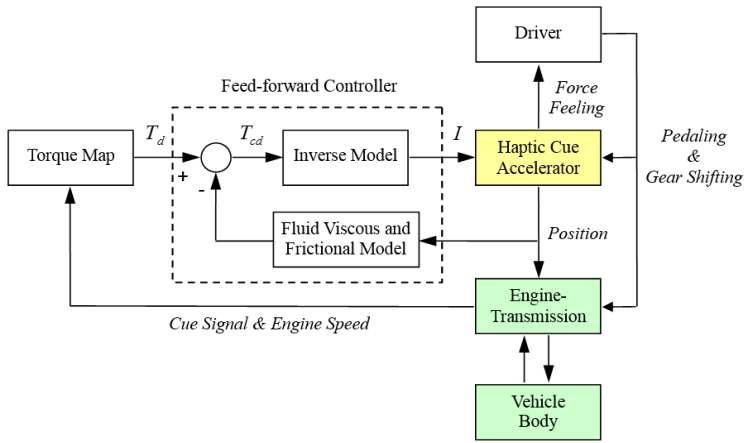 Driver
Feed-forward Controller
Force
Feeling
T_d
T_cd
I
Torque Map
+
-
Inverse Model
Haptic Cue
Accelerator
Pedaling
&
Gear Shifting
Fluid Viscous and
Frictional Model
Position
Engine-
Transmission
Cue Signal & Engine Speed
Vehicle
Body